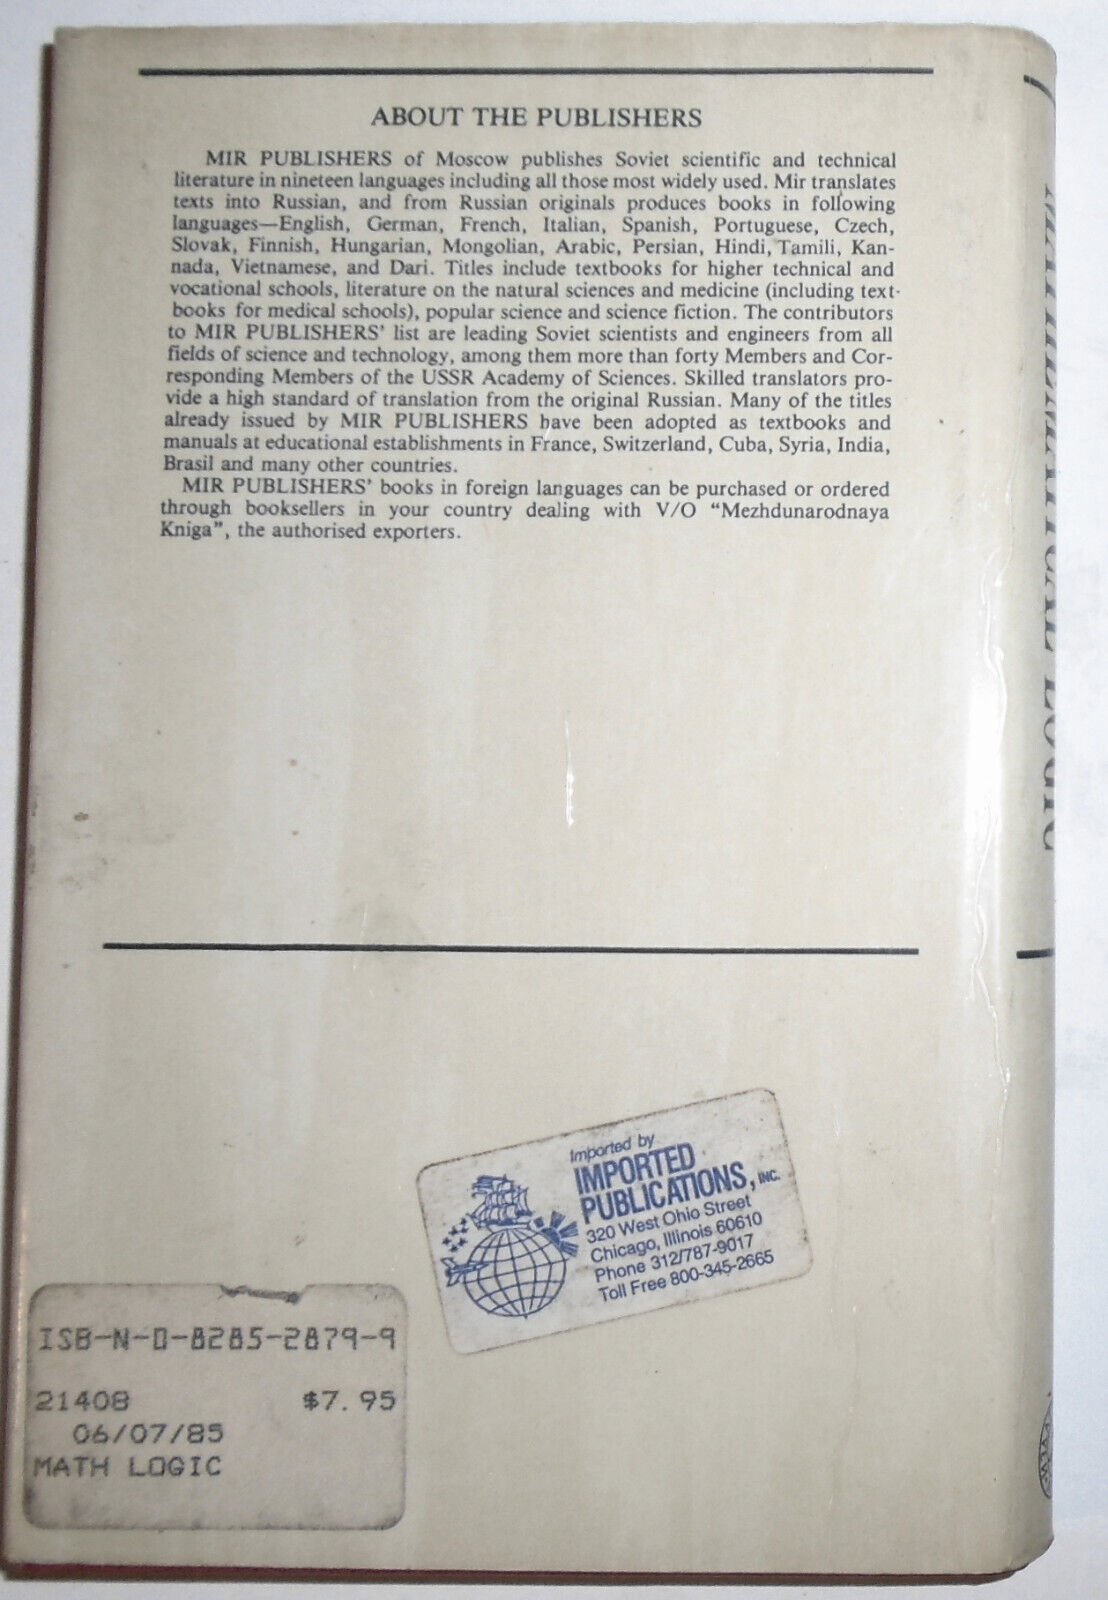 ABOUT THE PUBLISHERS
MIR PUBLISHERS of Moscow publishes Soviet scientific and technical
literature in nineteen languages including all those most widely used. Mir translates
texts into Russian, and from Russian originals produces books in following
languages—English, German, French, Italian, Spanish, Portuguese, Czech,
Slovak, Finnish, Hungarian, Mongolian, Arabic, Persian, Hindi, Tamili, Kan-
nada, Vietnamese, and Dari. Titles include textbooks for higher technical and
vocational schools, literature on the natural sciences and medicine (including text-
books for medical schools), popular science and science fiction. The contributors
to MIR PUBLISHERS' list are leading Soviet scientists and engineers from all
fields of science and technology, among them more than forty Members and Cor-
responding Members of the USSR Academy of Sciences. Skilled translators pro-
vide a high standard of translation from the original Russian. Many of the titles
already issued by MIR PUBLISHERS have been adopted as textbooks and
manuals at educational establishments in France, Switzerland, Cuba, Syria, India,
Brasil and many other countries.
MIR PUBLISHERS' books in foreign languages can be purchased or ordered
through booksellers in your country dealing with V/O "Mezhdunarodnaya
Kniga", the authorised exporters.
MATHEMATICAL LOGIC
Imported by
IMPORTED
PUBLICATIONS, INC.
320 West Ohio Street
Chicago, Illinois 60610
Phone 312/787-9017
Toll Free 800-345-2665
ISB-N-0-8285-2879-9
21408 $7.95
06/07/85
MATH LOGIC